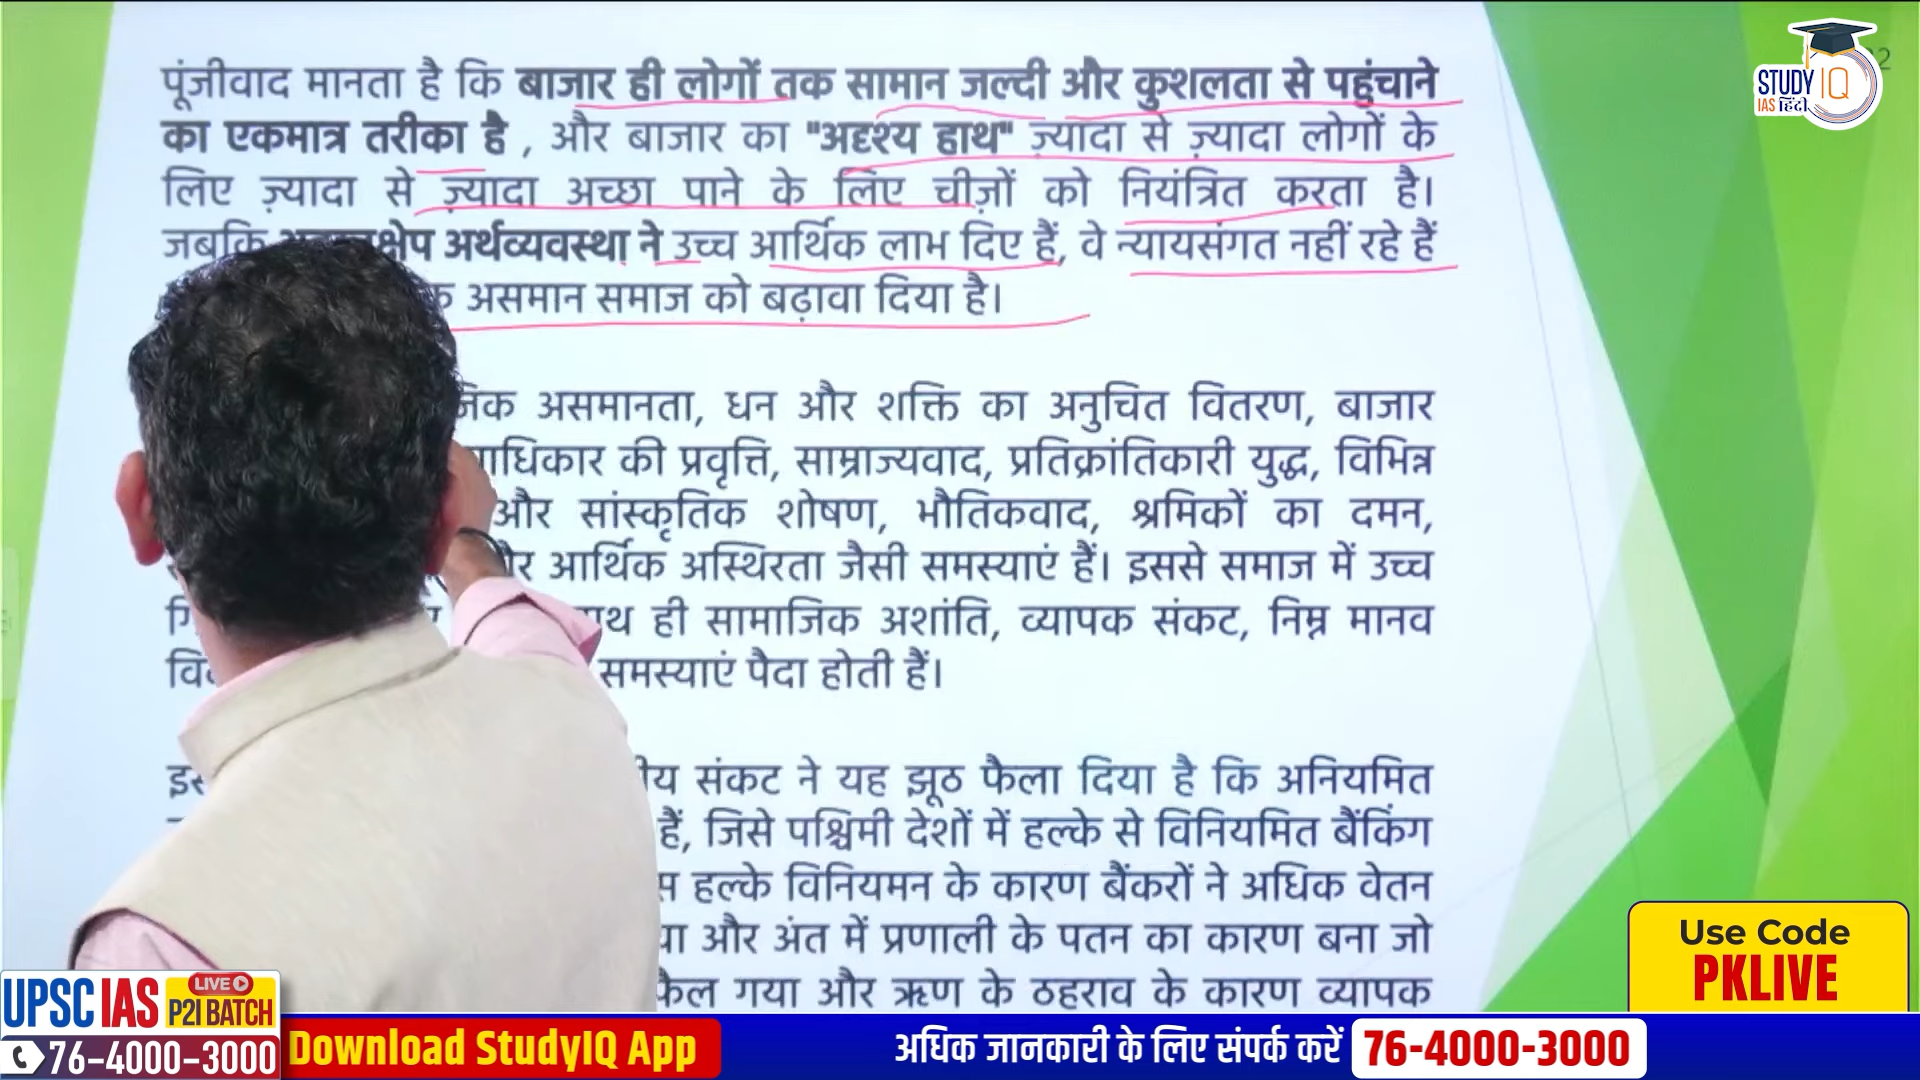 पूंजीवाद मानता है कि बाजार ही लोगों तक सामान जल्दी और कुशलता से पहुंचाने
का एकमात्र तरीका है , और बाजार का "अदृश्य हाथ" ज़्यादा से ज़्यादा लोगों के
लिए ज़्यादा से ज़्यादा अच्छा पाने के लिए चीज़ों को नियंत्रित करता है।
जबकि अर्थव्यवस्था ने उच्च आर्थिक लाभ दिए हैं, वे न्यायसंगत नहीं रहे हैं
असमान समाज को बढ़ावा दिया है।
असमानता, धन और शक्ति का अनुचित वितरण, बाजार
की प्रवृत्ति, साम्राज्यवाद, प्रतिक्रांतिकारी युद्ध, विभिन्न
और सांस्कृतिक शोषण, भौतिकवाद, श्रमिकों का दमन,
आर्थिक अस्थिरता जैसी समस्याएं हैं। इससे समाज में उच्च
ही सामाजिक अशांति, व्यापक संकट, निम्न मानव
समस्याएं पैदा होती हैं।
संकट ने यह झूठ फैला दिया है कि अनियमित
हैं, जिसे पश्चिमी देशों में हल्के से विनियमित बैंकिंग
हल्के विनियमन के कारण बैंकरों ने अधिक वेतन
और अंत में प्रणाली के पतन का कारण बना जो
फैल गया और ऋण के ठहराव के कारण व्यापक
STUDY IQ
IAS हिंदी
Use Code
PKLIVE
LIVE
UPSC IAS P2I BATCH
76-4000-3000
Download StudyIQ App
अधिक जानकारी के लिए संपर्क करें 76-4000-3000